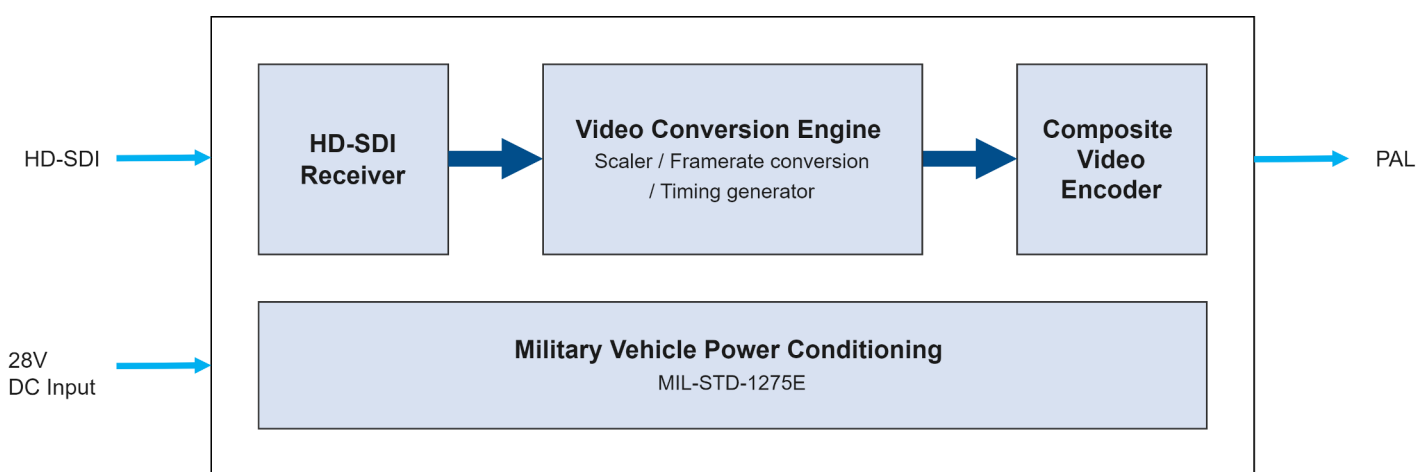 HD-SDI
HD-SDI
Receiver
Video Conversion Engine
Scaler / Framerate conversion
/ Timing generator
Composite
Video
Encoder
PAL
28V
DC Input
Military Vehicle Power Conditioning
MIL-STD-1275E